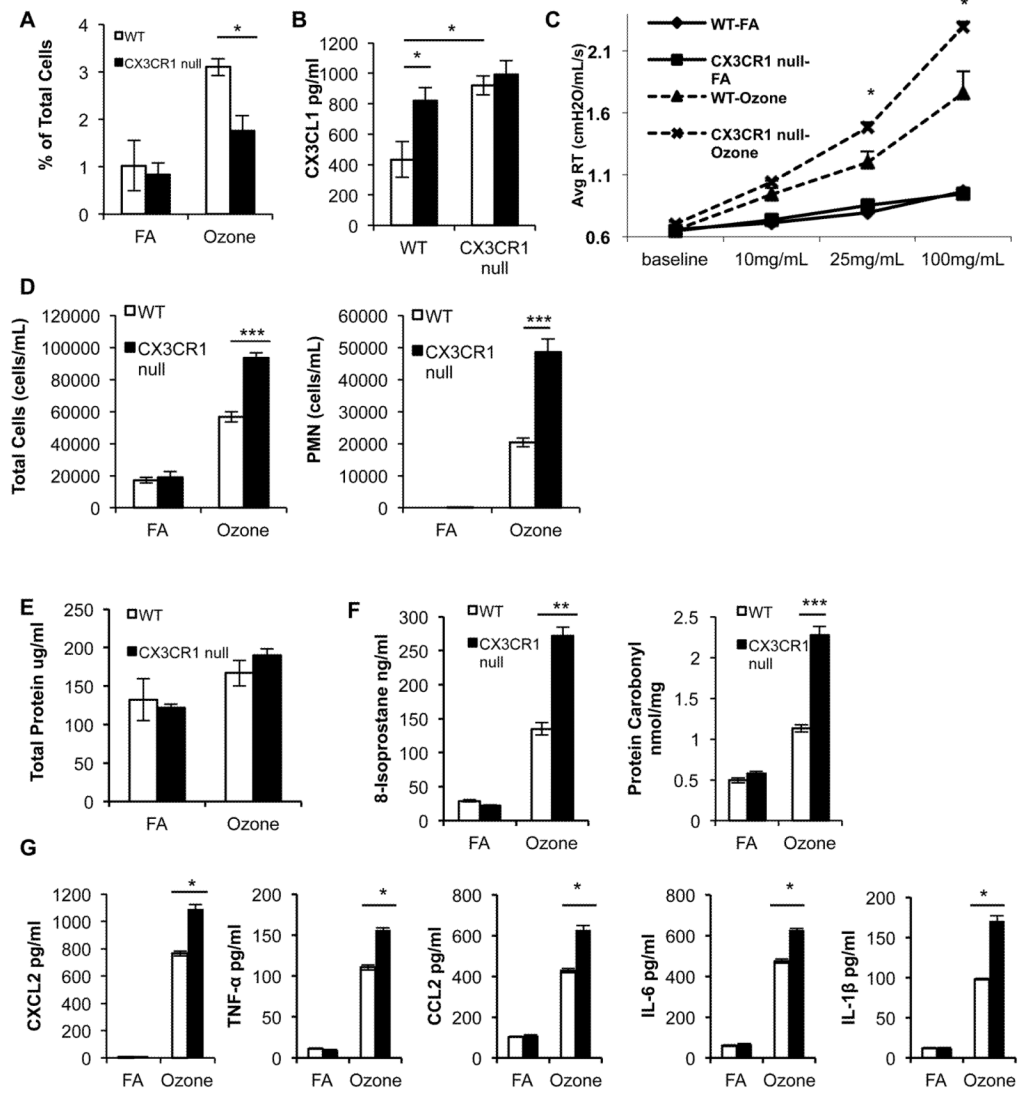 A
% of Total Cells
4
3
2
1
0
WT
CX3CR1 null
*
FA Ozone
B
CX3CL1 pg/ml
1200
1000
800
600
400
200
0
*
*
WT CX3CR1
null
C
Avg RT (cmH2O/mL/s)
2.1
1.6
1.1
0.6
WT-FA
CX3CR1 null-
FA
WT-Ozone
CX3CR1 null-
Ozone
*
*
baseline 10mg/mL 25mg/mL 100mg/mL
D
Total Cells (cells/mL)
120000
100000
80000
60000
40000
20000
0
WT
CX3CR1
null
***
FA Ozone
PMN (cells/mL)
60000
50000
40000
30000
20000
10000
0
WT
CX3CR1
null
***
FA Ozone
E
Total Protein ug/ml
250
200
150
100
50
0
WT
CX3CR1 null
FA Ozone
F
8-Isoprostane ng/ml
300
250
200
150
100
50
0
WT
CX3CR1
null
**
FA Ozone
Protein Carobonyl
nmol/mg
2.5
2
1.5
1
0.5
0
WT
CX3CR1
null
***
FA Ozone
G
CXCL2 pg/ml
1200
1000
800
600
400
200
0
*
FA Ozone
TNF-α pg/ml
200
150
100
50
0
*
FA Ozone
CCL2 pg/ml
800
600
400
200
0
*
FA Ozone
IL-6 pg/ml
800
600
400
200
0
*
FA Ozone
IL-1β pg/ml
200
150
100
50
0
*
FA Ozone